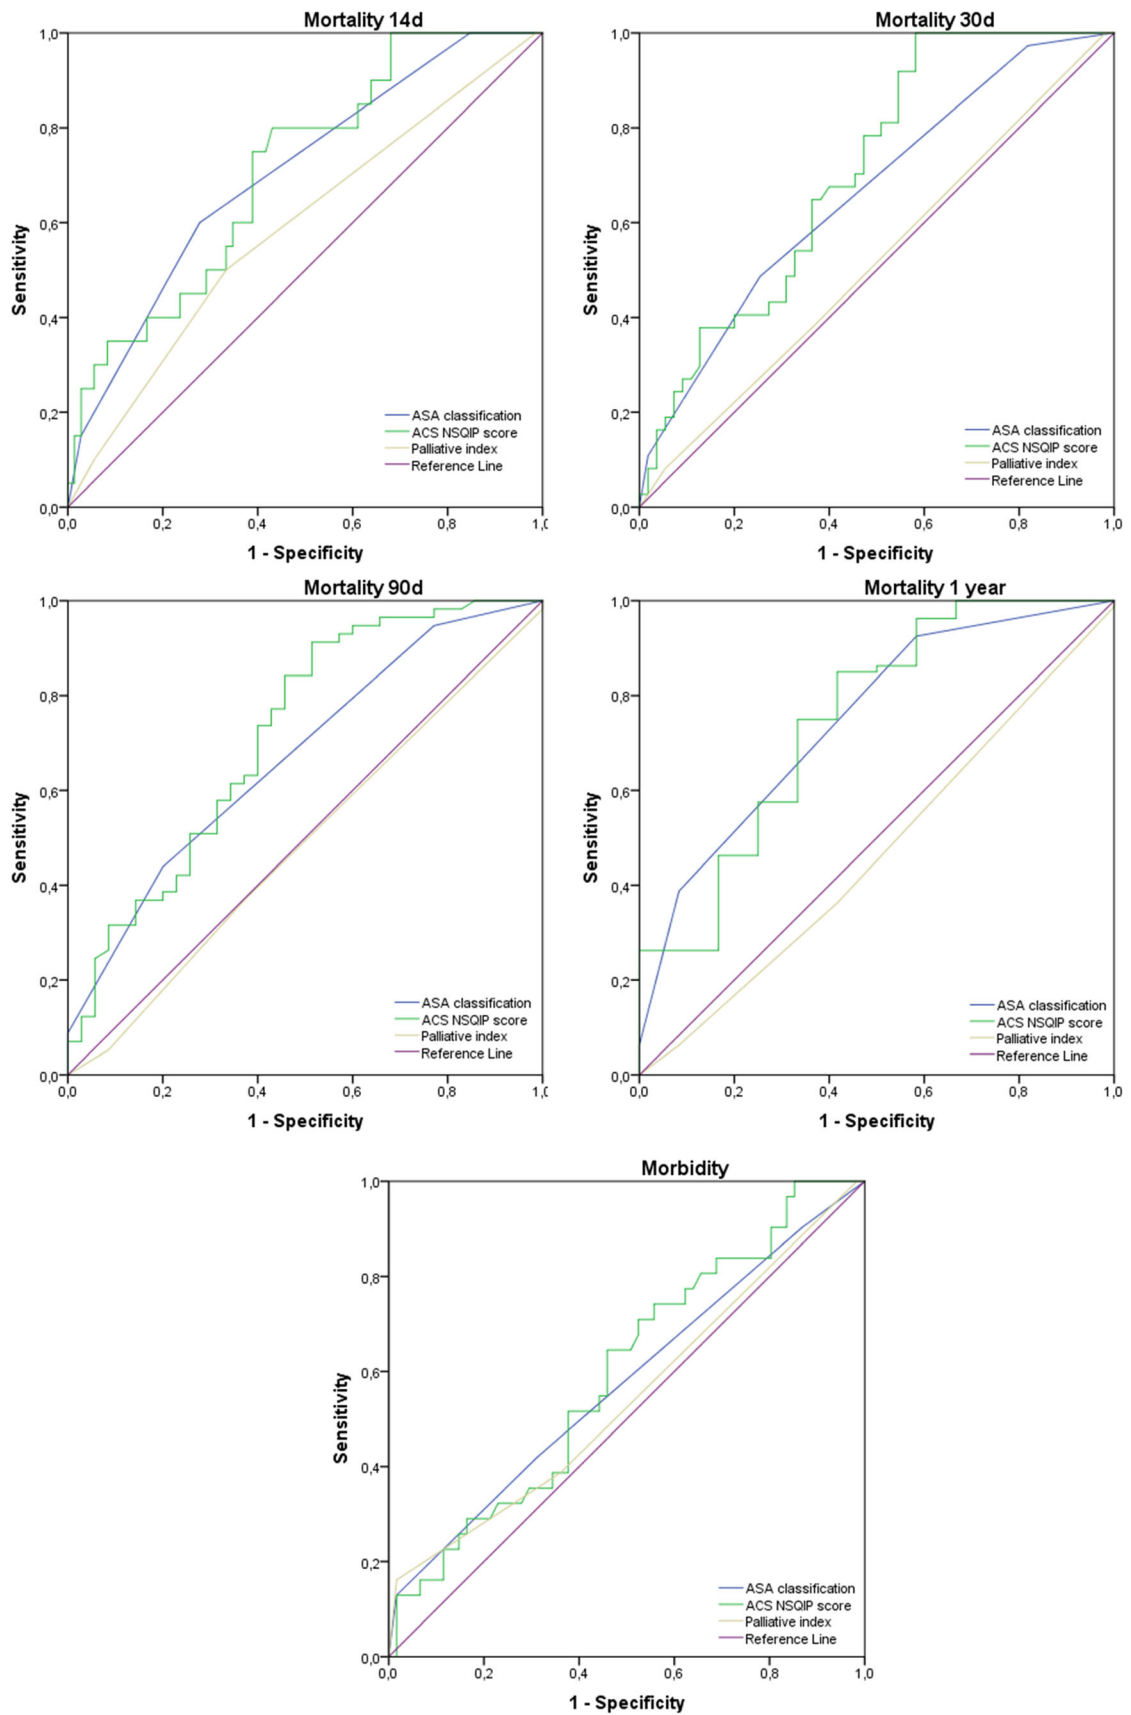 Mortality 14d
1,0
0,8
0,6
0,4
0,2
0,0
Sensitivity
ASA classification
ACS NSQIP score
Palliative index
Reference Line
0,0 0,2 0,4 0,6 0,8 1,0
1 - Specificity
Mortality 30d
1,0
0,8
0,6
0,4
0,2
0,0
Sensitivity
ASA classification
ACS NSQIP score
Palliative index
Reference Line
0,0 0,2 0,4 0,6 0,8 1,0
1 - Specificity
Mortality 90d
1,0
0,8
0,6
0,4
0,2
0,0
Sensitivity
ASA classification
ACS NSQIP score
Palliative index
Reference Line
0,0 0,2 0,4 0,6 0,8 1,0
1 - Specificity
Mortality 1 year
1,0
0,8
0,6
0,4
0,2
0,0
Sensitivity
ASA classification
ACS NSQIP score
Palliative index
Reference Line
0,0 0,2 0,4 0,6 0,8 1,0
1 - Specificity
Morbidity
1,0
0,8
0,6
0,4
0,2
0,0
Sensitivity
ASA classification
ACS NSQIP score
Palliative index
Reference Line
0,0 0,2 0,4 0,6 0,8 1,0
1 - Specificity